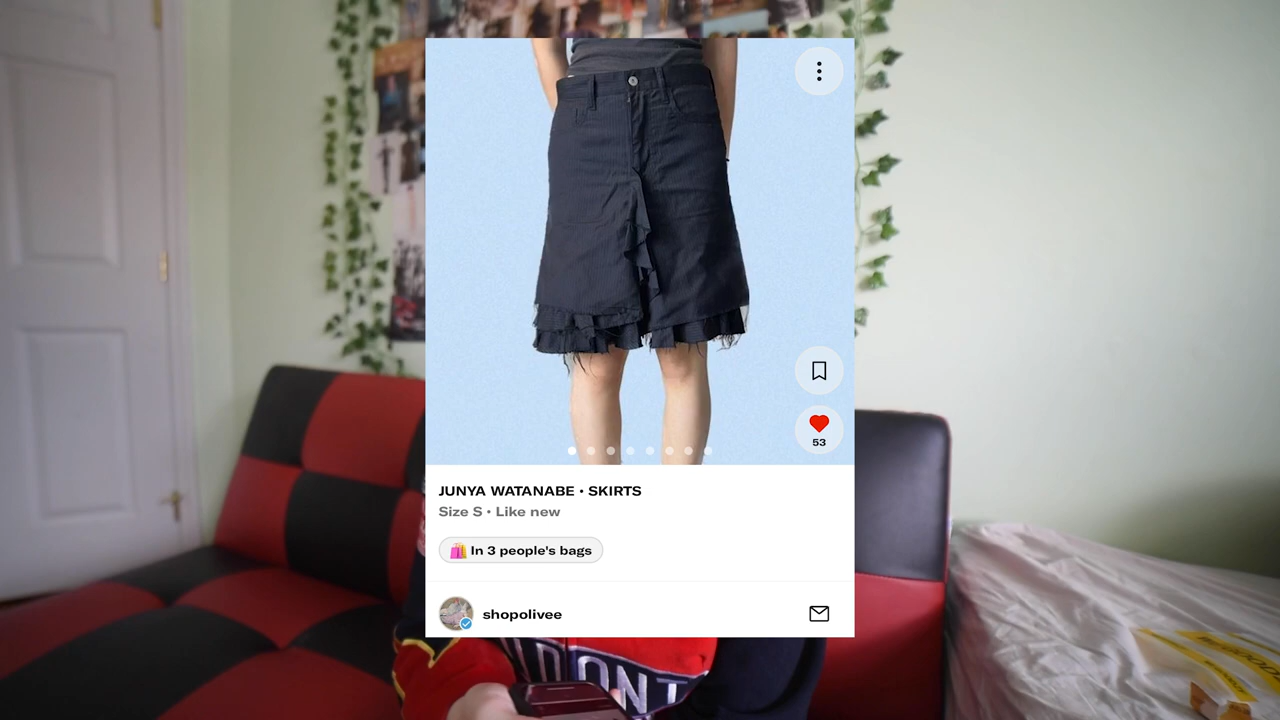 53
JUNYA WATANABE • SKIRTS
Size S • Like new
In 3 people's bags
shopolivee